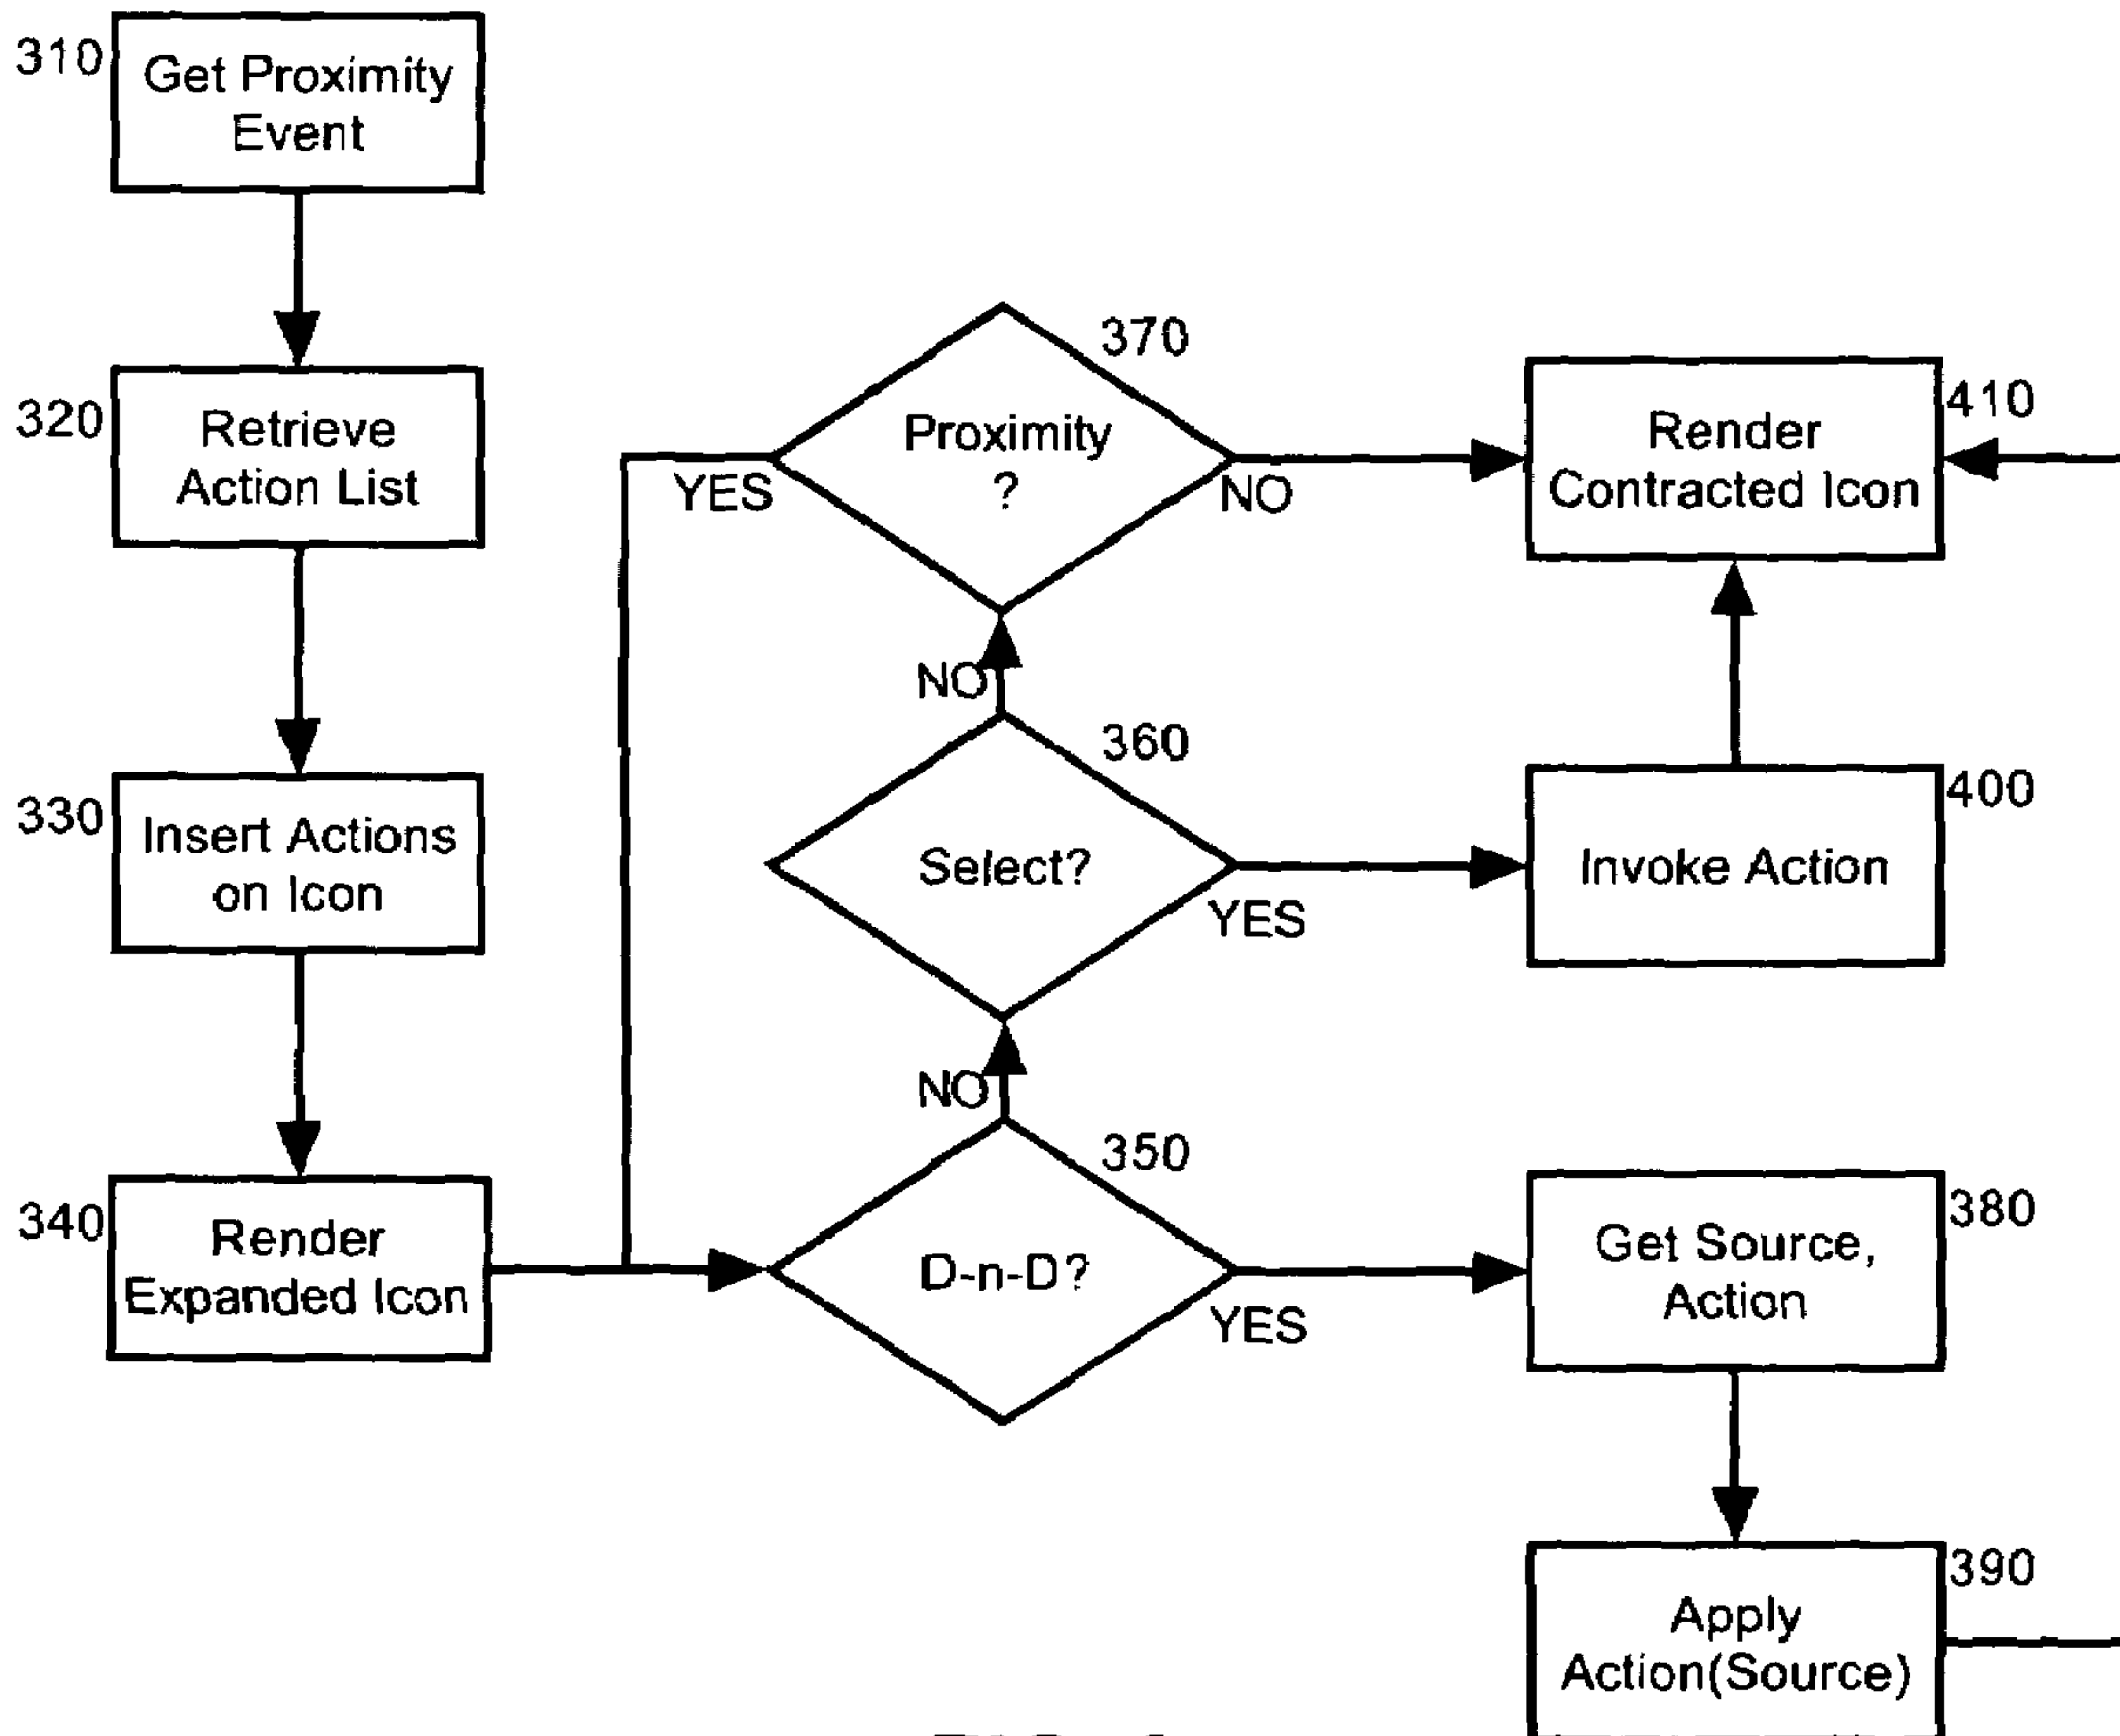 310
Get Proximity
Event
320
Retrieve
Action List
330
Insert Actions
on Icon
340
Render
Expanded Icon
370
Proximity
?
YES
NO
NO
360
Select?
YES
NO
350
D-n-D?
YES
410
Render
Contracted Icon
400
Invoke Action
380
Get Source,
Action
390
Apply
Action(Source)